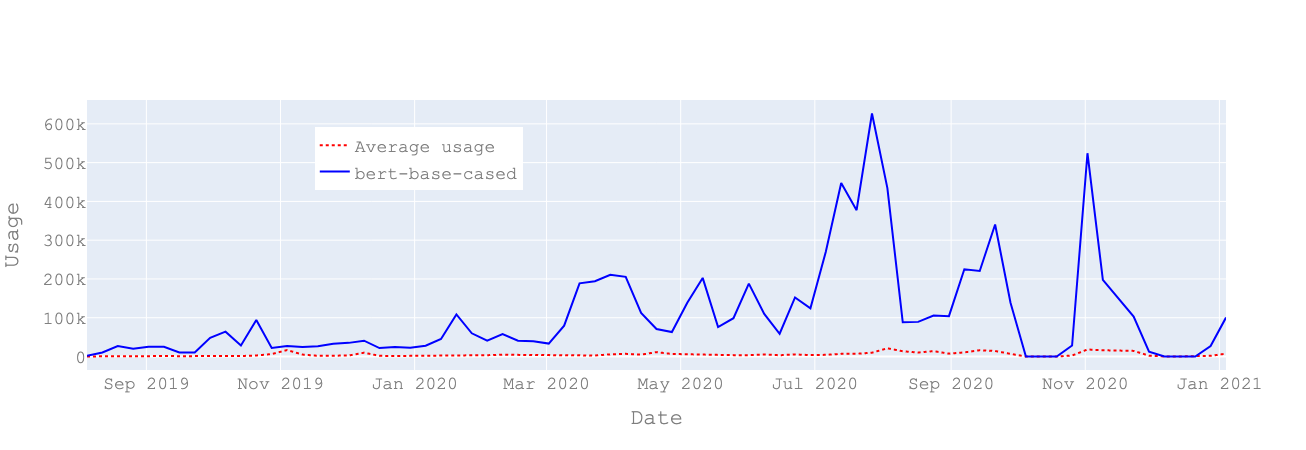 600k
500k
400k
300k
200k
100k
0
Usage
Average usage
bert-base-cased
Sep 2019
Nov 2019
Jan 2020
Mar 2020
May 2020
Jul 2020
Sep 2020
Nov 2020
Jan 2021
Date